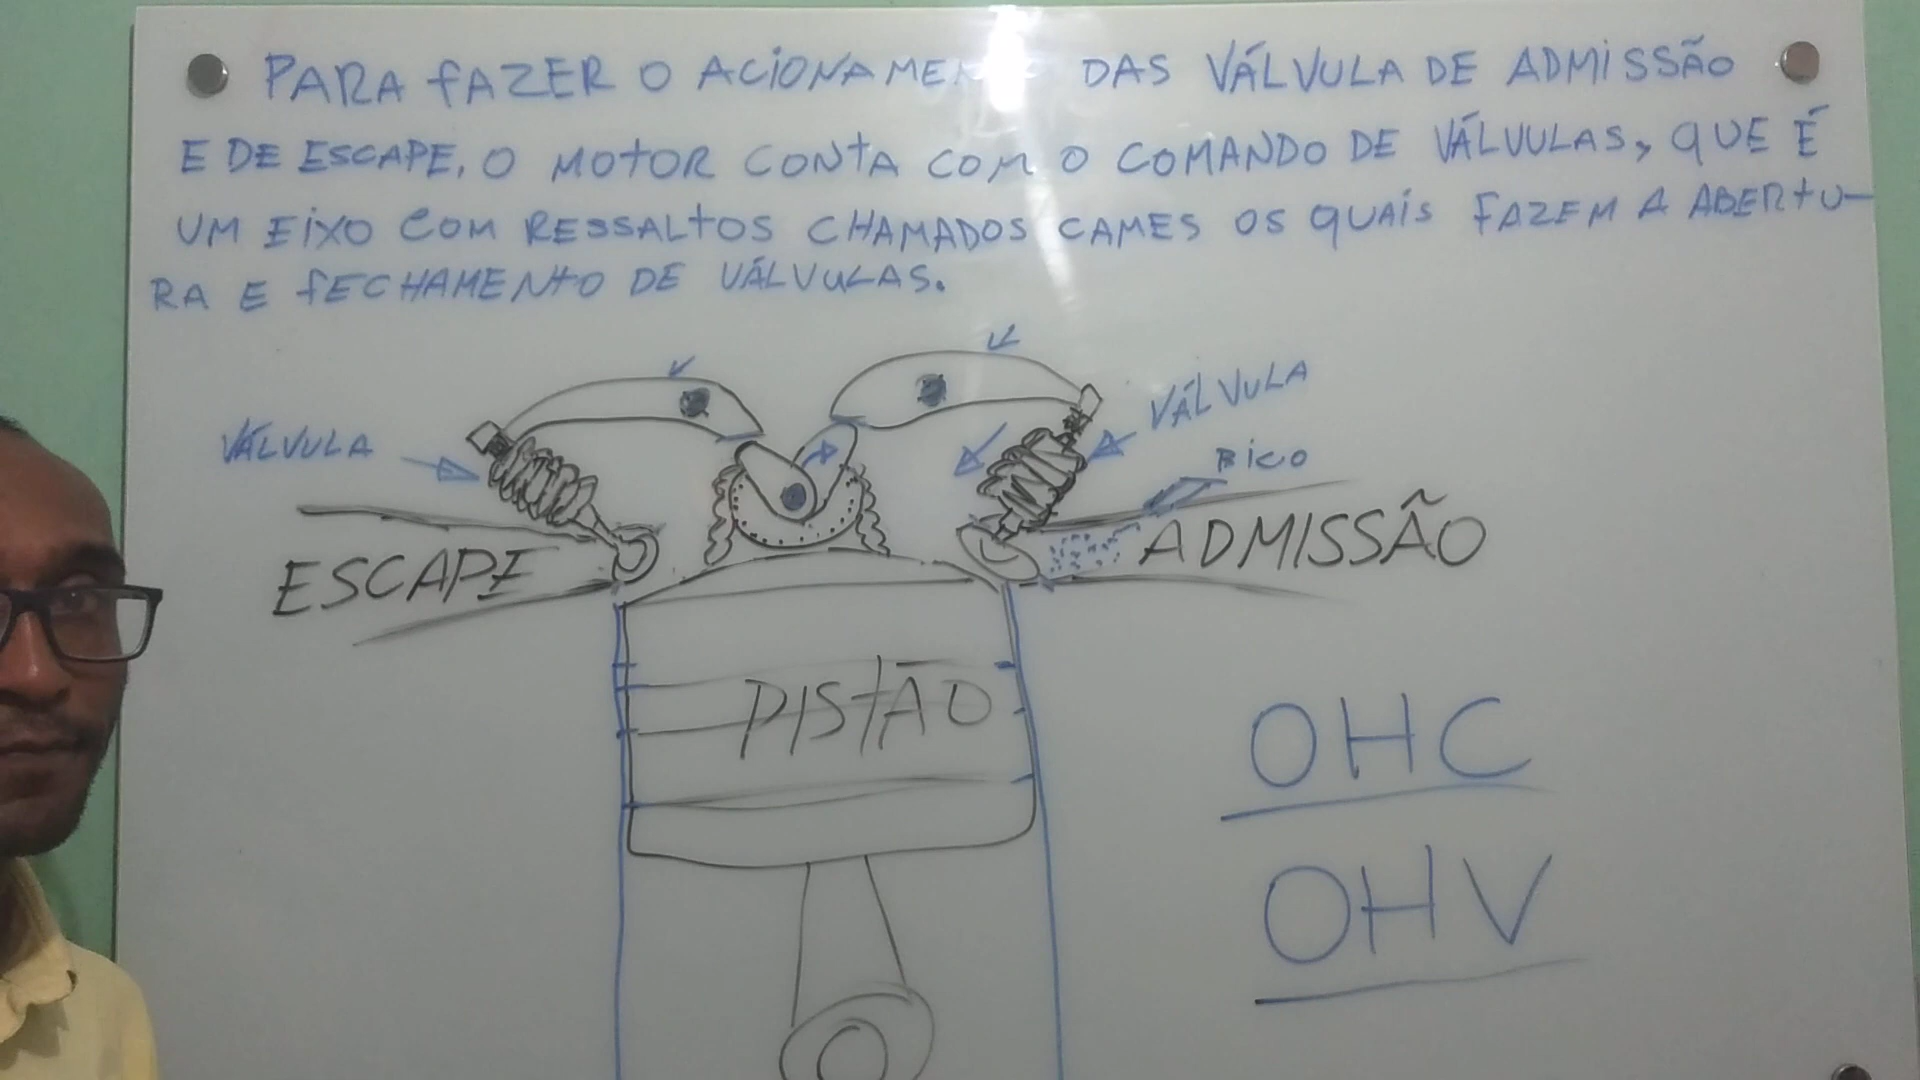 PARA FAZER O ACIONAME DAS VÁLVULA DE ADMISSÃO
E DE ESCAPE, O MOTOR CONTA COM O COMANDO DE VÁLVULAS, QUE É
UM EIXO COM RESSALTOS CHAMADOS CAMES OS QUAIS FAZEM A ABERTU-
RA E FECHAMENTO DE VÁLVULAS.
VÁLVULA
VÁLVULA
BICO
ESCAPE
ADMISSÃO
PISTÃO
OHC
OHV